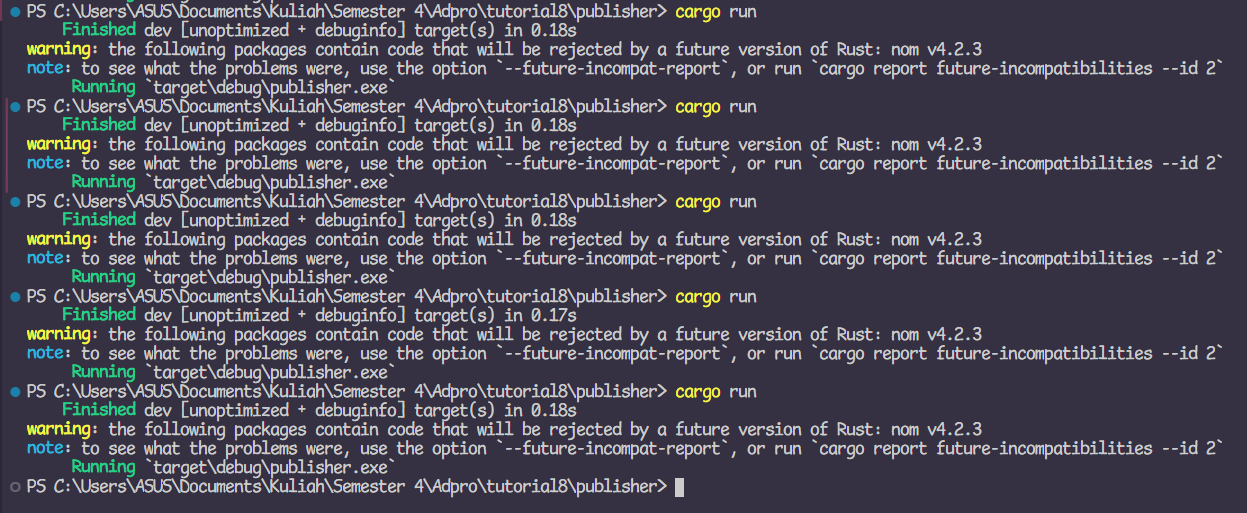 PS C:\Users\ASUS\Documents\Kuliah\Semester 4\Adpro\tutorial8\publisher> cargo run
Finished dev [unoptimized + debuginfo] target(s) in 0.18s
warning: the following packages contain code that will be rejected by a future version of Rust: nom v4.2.3
note: to see what the problems were, use the option `--future-incompat-report`, or run `cargo report future-incompatibilities --id 2`
Running `target\debug\publisher.exe`
PS C:\Users\ASUS\Documents\Kuliah\Semester 4\Adpro\tutorial8\publisher> cargo run
Finished dev [unoptimized + debuginfo] target(s) in 0.18s
warning: the following packages contain code that will be rejected by a future version of Rust: nom v4.2.3
note: to see what the problems were, use the option `--future-incompat-report`, or run `cargo report future-incompatibilities --id 2`
Running `target\debug\publisher.exe`
PS C:\Users\ASUS\Documents\Kuliah\Semester 4\Adpro\tutorial8\publisher> cargo run
Finished dev [unoptimized + debuginfo] target(s) in 0.18s
warning: the following packages contain code that will be rejected by a future version of Rust: nom v4.2.3
note: to see what the problems were, use the option `--future-incompat-report`, or run `cargo report future-incompatibilities --id 2`
Running `target\debug\publisher.exe`
PS C:\Users\ASUS\Documents\Kuliah\Semester 4\Adpro\tutorial8\publisher> cargo run
Finished dev [unoptimized + debuginfo] target(s) in 0.17s
warning: the following packages contain code that will be rejected by a future version of Rust: nom v4.2.3
note: to see what the problems were, use the option `--future-incompat-report`, or run `cargo report future-incompatibilities --id 2`
Running `target\debug\publisher.exe`
PS C:\Users\ASUS\Documents\Kuliah\Semester 4\Adpro\tutorial8\publisher> cargo run
Finished dev [unoptimized + debuginfo] target(s) in 0.18s
warning: the following packages contain code that will be rejected by a future version of Rust: nom v4.2.3
note: to see what the problems were, use the option `--future-incompat-report`, or run `cargo report future-incompatibilities --id 2`
Running `target\debug\publisher.exe`
PS C:\Users\ASUS\Documents\Kuliah\Semester 4\Adpro\tutorial8\publisher>